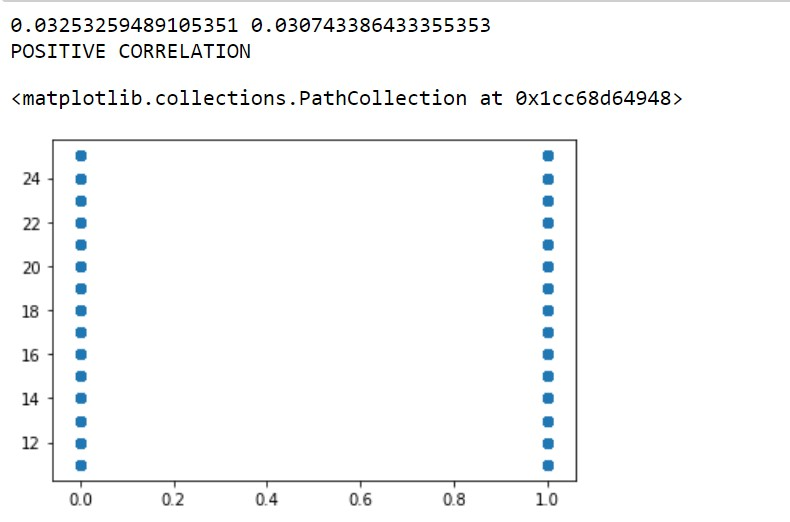 0.03253259489105351 0.030743386433355353
POSITIVE CORRELATION
<matplotlib.collections.PathCollection at 0x1cc68d64948>
24
22
20
18
16
14
12
0.0 0.2 0.4 0.6 0.8 1.0